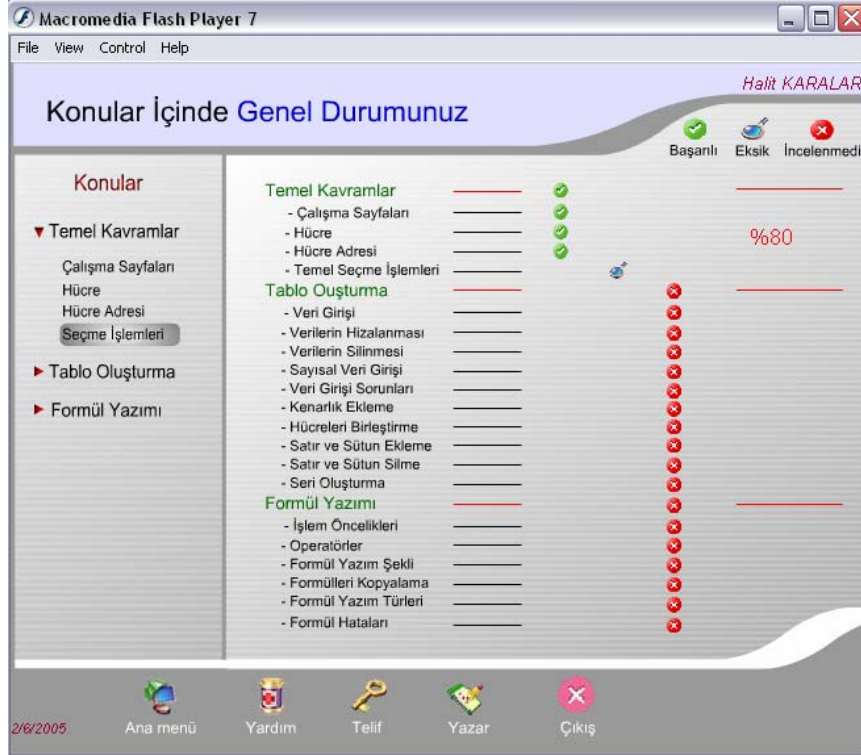 Macromedia Flash Player 7
File View Control Help
Halit KARALAR
Konular İçinde Genel Durumunuz
Başarılı Eksik İncelenmedi
Konular
Temel Kavramlar
Çalışma Sayfaları
Hücre
Hücre Adresi
Seçme İşlemleri
Tablo Oluşturma
Formül Yazımı
Temel Kavramlar
- Çalışma Sayfaları
- Hücre
- Hücre Adresi
- Temel Seçme İşlemleri
%80
Tablo Ouşturma
- Veri Girişi
- Verilerin Hizalanması
- Verilerin Silinmesi
- Sayısal Veri Girişi
- Veri Girişi Sorunları
- Kenarlık Ekleme
- Hücreleri Birleştirme
- Satır ve Sütun Ekleme
- Satır ve Sütun Silme
- Seri Oluşturma
Formül Yazımı
- İşlem Öncelikleri
- Operatörler
- Formül Yazım Şekli
- Formülleri Kopyalama
- Formül Yazım Türleri
- Formül Hataları
2/6/2005
Ana menü Yardım Telif Yazar Çıkış